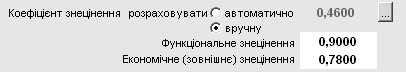 Коефіцієнт знецінення розраховувати автоматично 0,4600 ...
вручну
Функціональне знецінення 0,9000
Економічне (зовнішнє) знецінення 0,7800